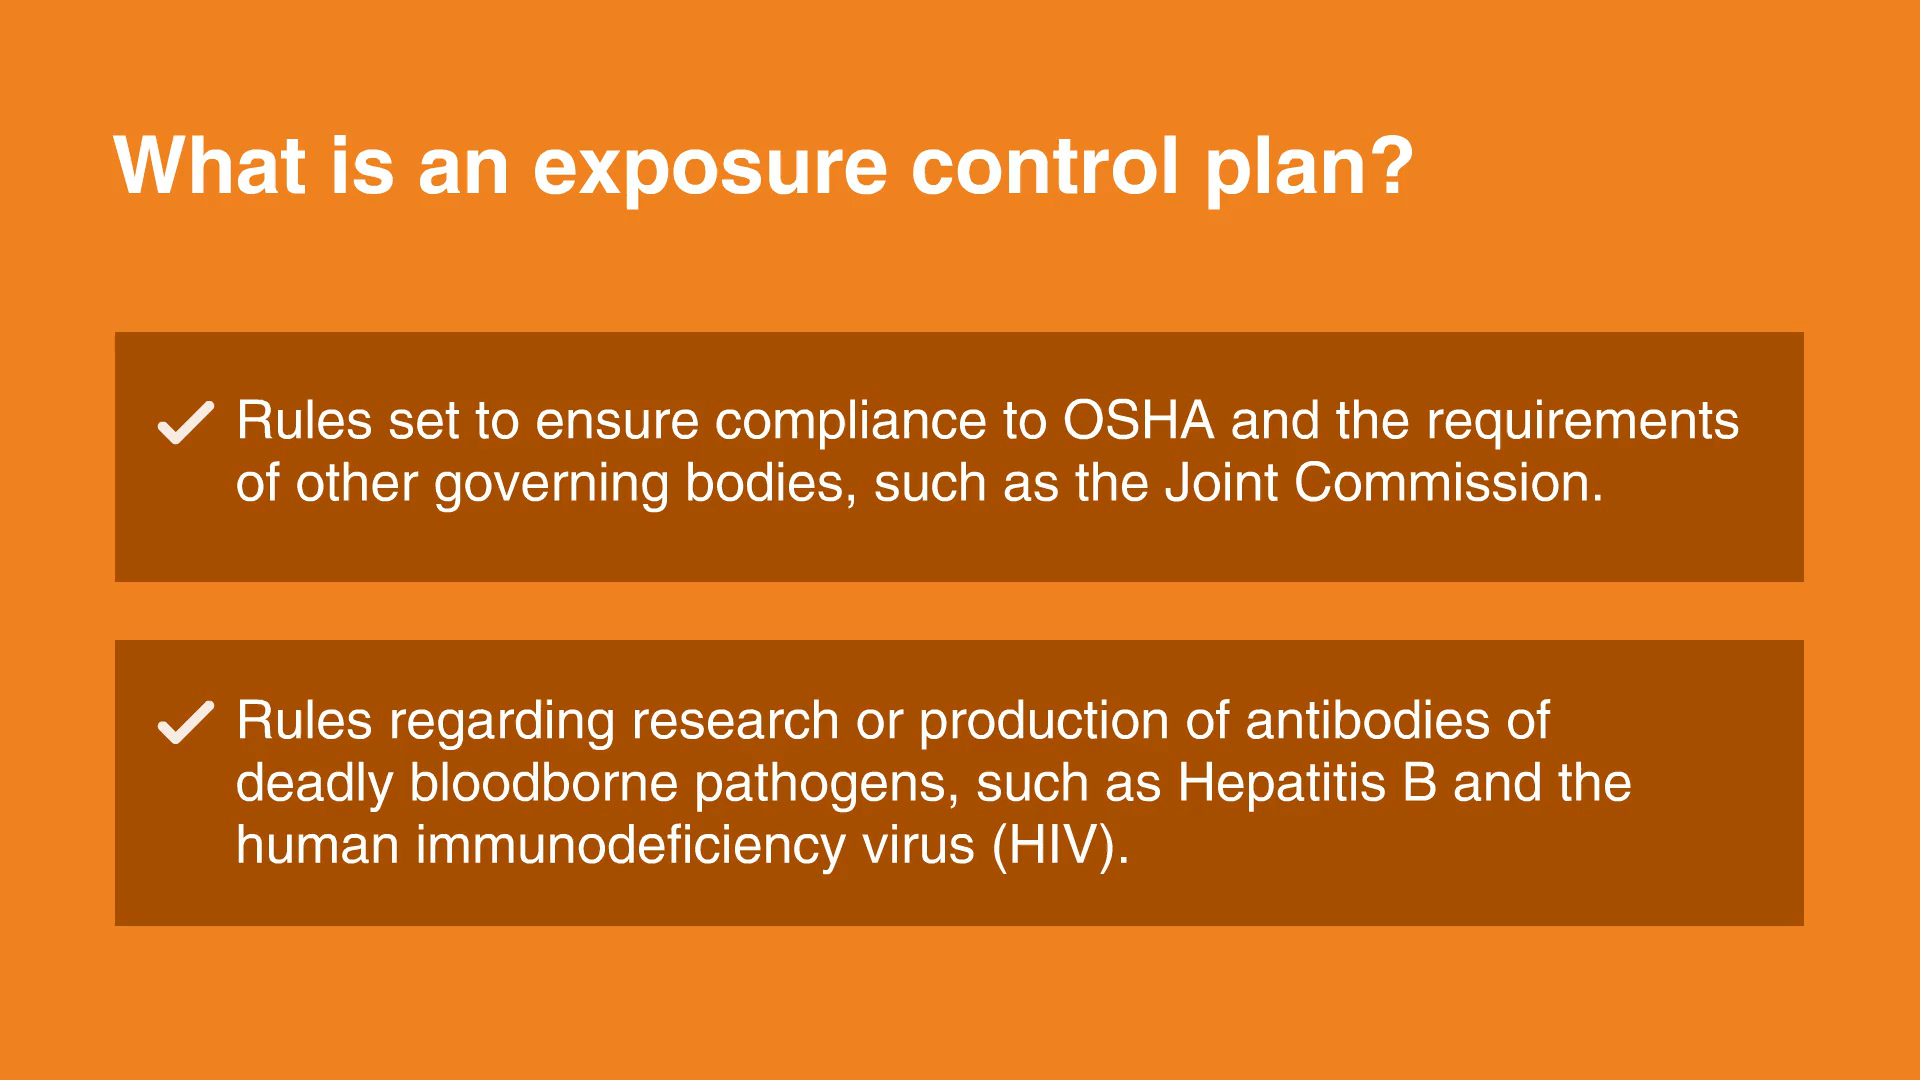 What is an exposure control plan?
Rules set to ensure compliance to OSHA and the requirements
of other governing bodies, such as the Joint Commission.
Rules regarding research or production of antibodies of
deadly bloodborne pathogens, such as Hepatitis B and the
human immunodeficiency virus (HIV).